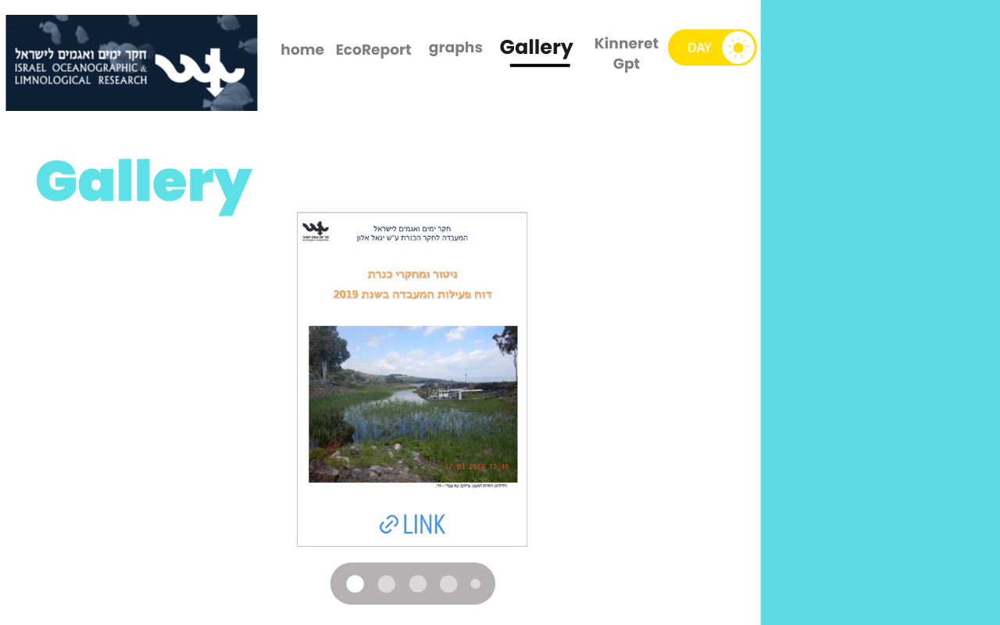 חקר ימים ואגמים לישראל
ISRAEL OCEANOGRAPHIC &
LIMNOLOGICAL RESEARCH
home
EcoReport
graphs
Gallery
Kinneret
Gpt
DAY
Gallery
חקר ימים ואגמים לישראל
המעבדה לחקר הכנרת ע"ש יגאל אלון
ניטור ומחקרי כנרת
דוח פעילות המעבדה בשנת 2019
17.03.2019 13:46
LINK